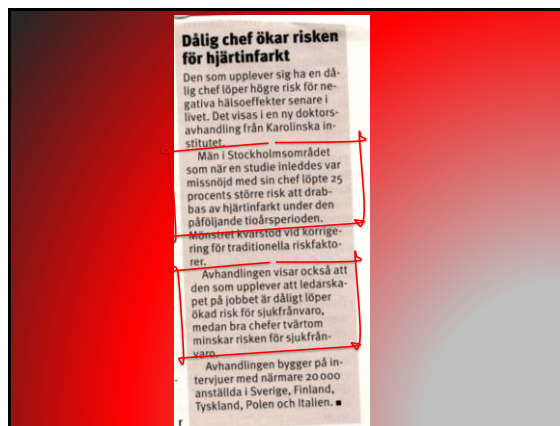 Dålig chef ökar risken
för hjärtinfarkt
Den som upplever sig ha en då-
lig chef löper högre risk för ne-
gativa hälsoeffekter senare i
livet. Det visas i en ny doktors-
avhandling från Karolinska in-
stitutet.
Män i Stockholmsområdet
som när en studie inleddes var
missnöjd med sin chef löpte 25
procents större risk att drab-
bas av hjärtinfarkt under den
påföljande tioårsperioden.
Mönstret kvarstod vid korrige-
ring för traditionella riskfakto-
rer.
Avhandlingen visar också att
den som upplever att ledarska-
pet på jobbet är dåligt löper
ökad risk för sjukfrånvaro,
medan bra chefer tvärtom
minskar risken för sjukfrån-
varo.
Avhandlingen bygger på in-
tervjuer med närmare 20 000
anställda i Sverige, Finland,
Tyskland, Polen och Italien. ■
r